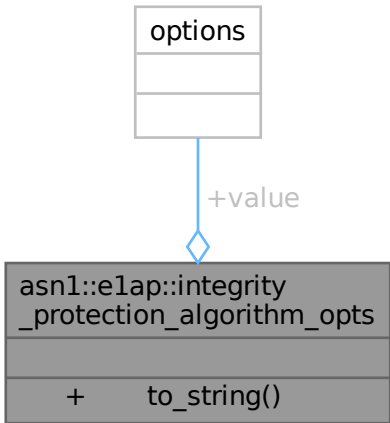 options
+value
asn1::e1ap::integrity
_protection_algorithm_opts
+ to_string()